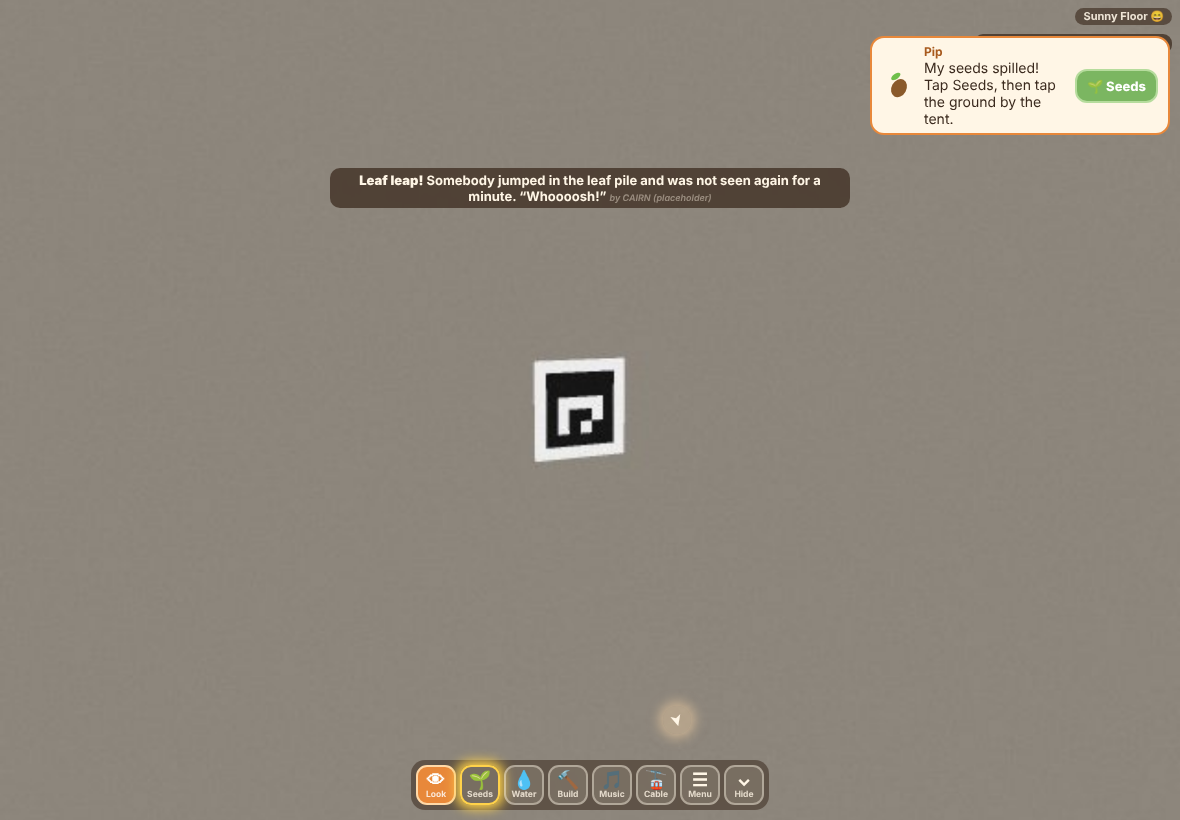 Sunny Floor
Pip
My seeds spilled!
Tap Seeds, then tap
the ground by the
tent.
Seeds
Leaf leap! Somebody jumped in the leaf pile and was not seen again for a
minute. “Whoooosh!” by CAIRN (placeholder)
Look
Seeds
Water
Build
Music
Cable
Menu
Hide